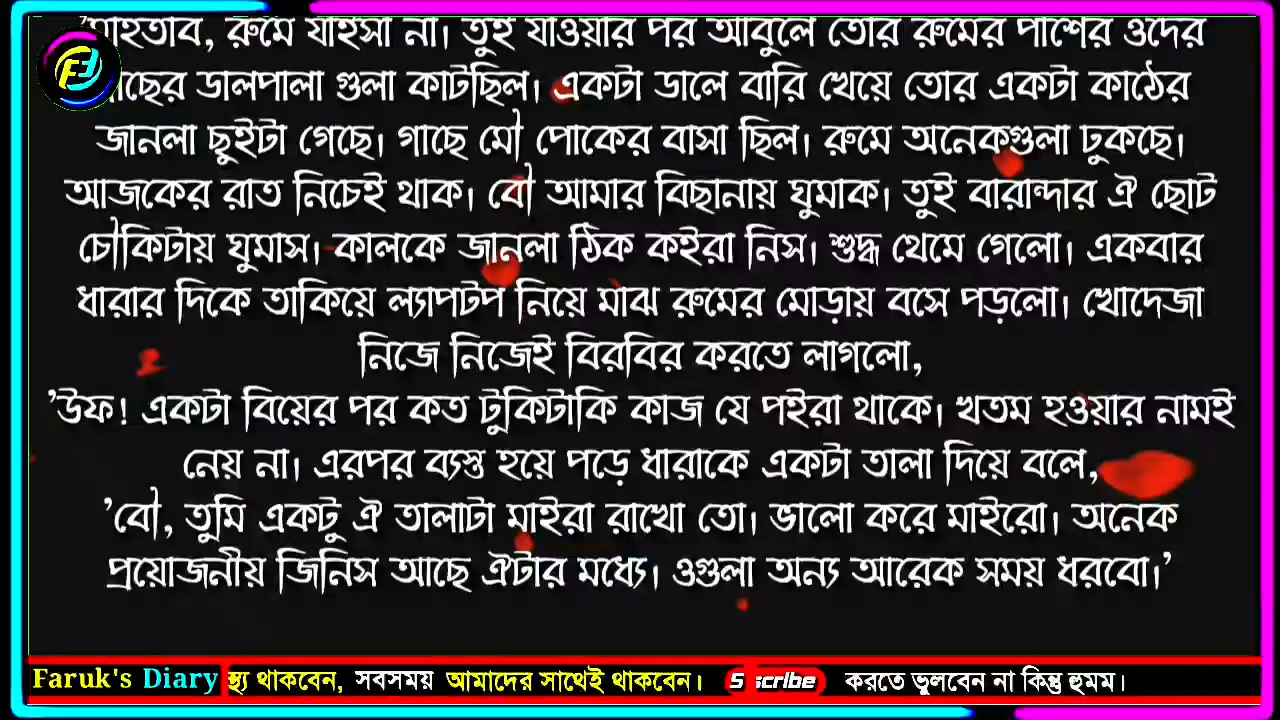 মাহতাব, রুমে যাইসা না। তুই যাওয়ার পর আবুলে তোর রুমের পাশের ওদের
গাছের ডালপালা গুলা কাটছিল। একটা ডালে বারি খেয়ে তোর একটা কাঠের
জানলা ছুইটা গেছে। গাছে মৌ পোকের বাসা ছিল। রুমে অনেকগুলা ঢুকছে।
আজকের রাত নিচেই থাক। বৌ আমার বিছানায় ঘুমাক। তুই বারান্দার ঐ ছোট
চৌকিটায় ঘুমাস। কালকে জানলা ঠিক কইরা নিস। শুদ্ধ থেমে গেলো। একবার
ধারার দিকে তাকিয়ে ল্যাপটপ নিয়ে মাঝ রুমের মোড়ায় বসে পড়লো। খোদেজা
নিজে নিজেই বিরবির করতে লাগলো,
'উফ! একটা বিয়ের পর কত টুকিটাকি কাজ যে পইরা থাকে। খতম হওয়ার নামই
নেয় না। এরপর ব্যস্ত হয়ে পড়ে ধারাকে একটা তালা দিয়ে বলে,
'বৌ, তুমি একটু ঐ তালাটা মাইরা রাখো তো। ভালো করে মাইরো। অনেক
প্রয়োজনীয় জিনিস আছে ঐটার মধ্যে। ওগুলা অন্য আরেক সময় ধরবো।'
Faruk's Diary স্থ্য থাকবেন, সবসময় আমাদের সাথেই থাকবেন। S scribe করতে ভুলবেন না কিন্তু হুমম।